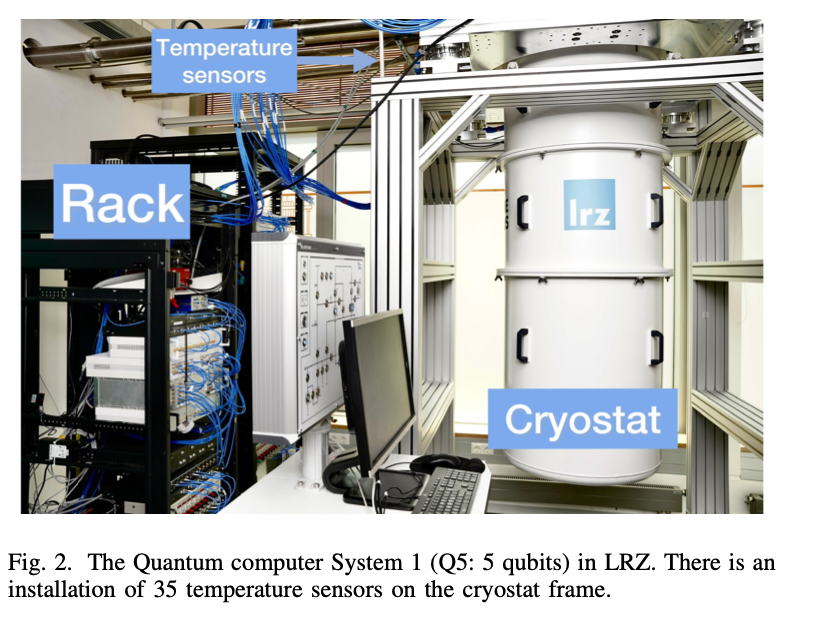 Temperature
sensors
Rack
lrz
Cryostat
Fig. 2. The Quantum computer System 1 (Q5: 5 qubits) in LRZ. There is an
installation of 35 temperature sensors on the cryostat frame.